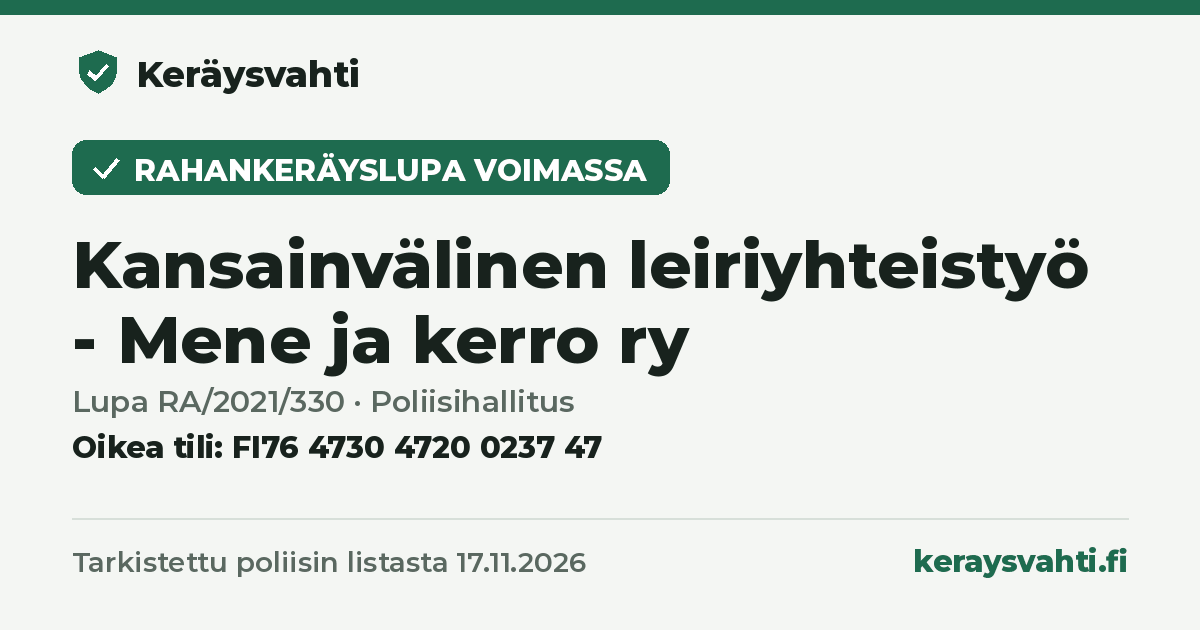 Keräysvahti
RAHANKERÄYSLUPA VOIMASSA
Kansainvälinen leiriyhteistyö
- Mene ja kerro ry
Lupa RA/2021/330 · Poliisihallitus
Oikea tili: FI76 4730 4720 0237 47
Tarkistettu poliisin listasta 17.11.2026
keraysvahti.fi